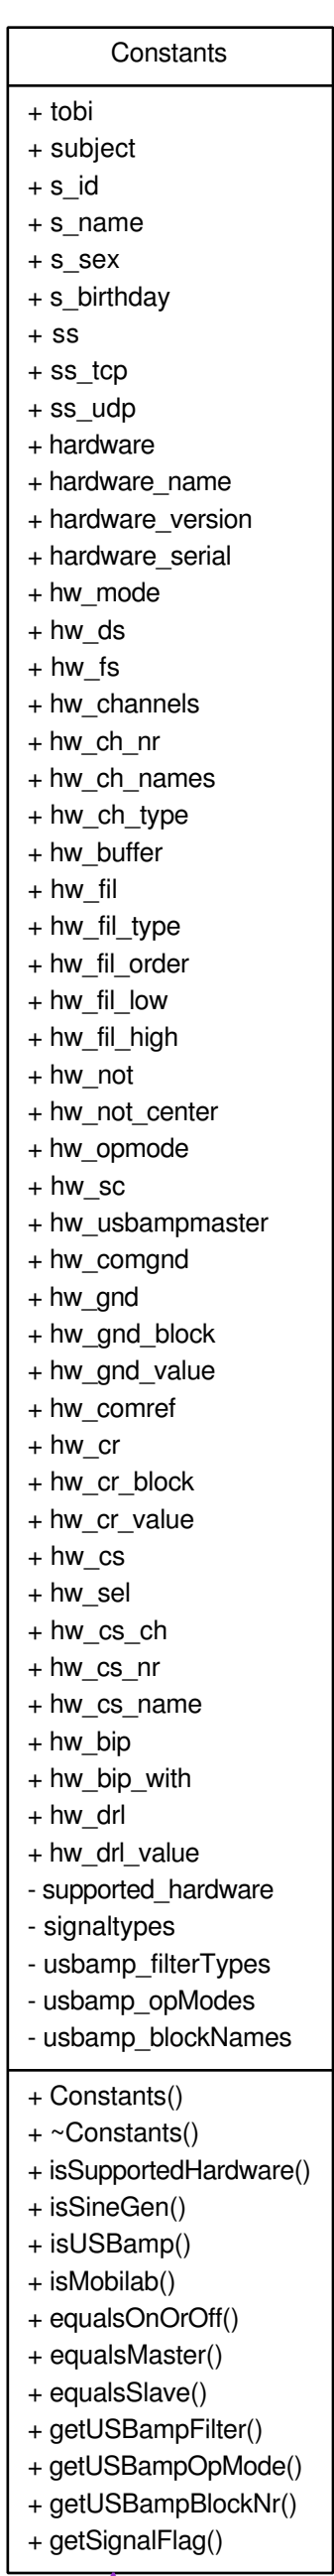 Constants
+ tobi
+ subject
+ s_id
+ s_name
+ s_sex
+ s_birthday
+ ss
+ ss_tcp
+ ss_udp
+ hardware
+ hardware_name
+ hardware_version
+ hardware_serial
+ hw_mode
+ hw_ds
+ hw_fs
+ hw_channels
+ hw_ch_nr
+ hw_ch_names
+ hw_ch_type
+ hw_buffer
+ hw_fil
+ hw_fil_type
+ hw_fil_order
+ hw_fil_low
+ hw_fil_high
+ hw_not
+ hw_not_center
+ hw_opmode
+ hw_sc
+ hw_usbampmaster
+ hw_comgnd
+ hw_gnd
+ hw_gnd_block
+ hw_gnd_value
+ hw_comref
+ hw_cr
+ hw_cr_block
+ hw_cr_value
+ hw_cs
+ hw_sel
+ hw_cs_ch
+ hw_cs_nr
+ hw_cs_name
+ hw_bip
+ hw_bip_with
+ hw_drl
+ hw_drl_value
- supported_hardware
- signaltypes
- usbamp_filterTypes
- usbamp_opModes
- usbamp_blockNames
+ Constants()
+ ~Constants()
+ isSupportedHardware()
+ isSineGen()
+ isUSBamp()
+ isMobilab()
+ equalsOnOrOff()
+ equalsMaster()
+ equalsSlave()
+ getUSBampFilter()
+ getUSBampOpMode()
+ getUSBampBlockNr()
+ getSignalFlag()